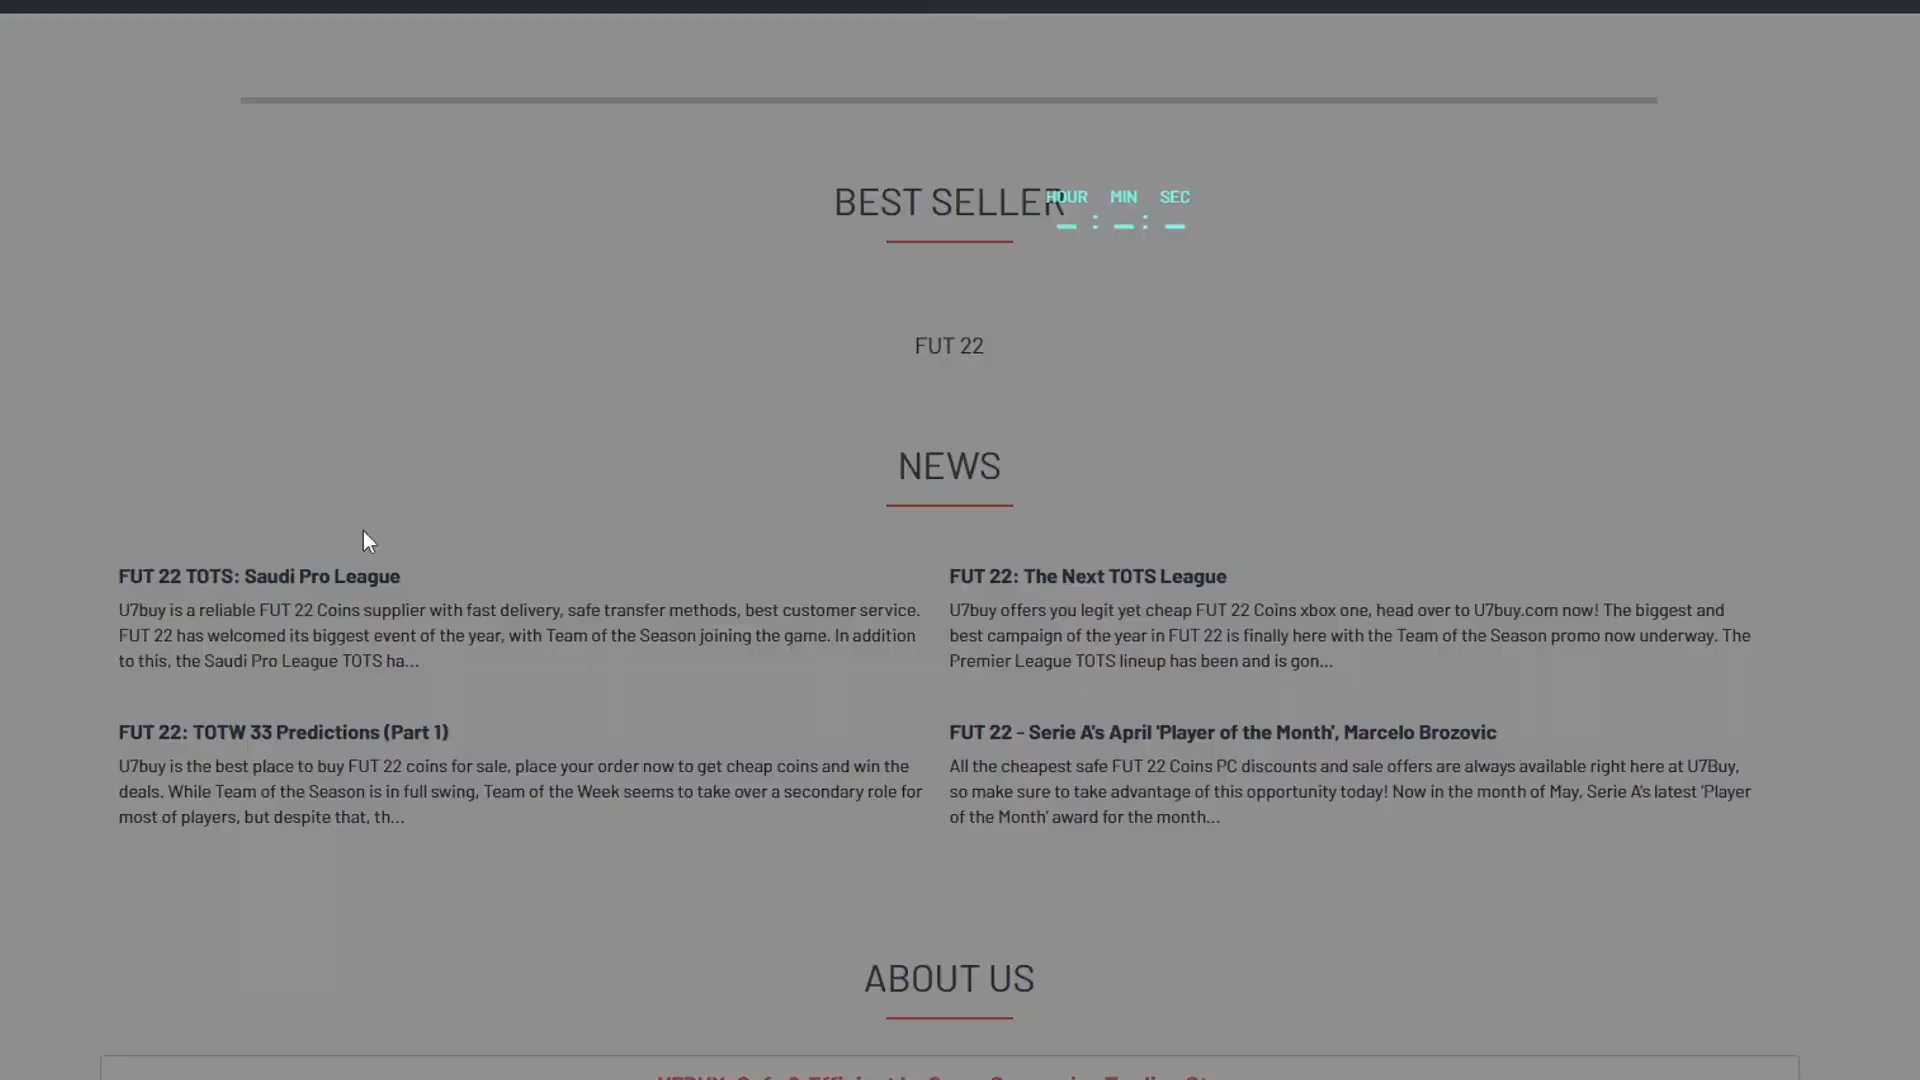 BEST SELLER
HOUR MIN SEC
– : – : –
FUT 22
NEWS
FUT 22 TOTS: Saudi Pro League
U7buy is a reliable FUT 22 Coins supplier with fast delivery, safe transfer methods, best customer service.
FUT 22 has welcomed its biggest event of the year, with Team of the Season joining the game. In addition
to this, the Saudi Pro League TOTS ha...
FUT 22: The Next TOTS League
U7buy offers you legit yet cheap FUT 22 Coins xbox one, head over to U7buy.com now! The biggest and
best campaign of the year in FUT 22 is finally here with the Team of the Season promo now underway. The
Premier League TOTS lineup has been and is gon...
FUT 22: TOTW 33 Predictions (Part 1)
U7buy is the best place to buy FUT 22 coins for sale, place your order now to get cheap coins and win the
deals. While Team of the Season is in full swing, Team of the Week seems to take over a secondary role for
most of players, but despite that, th...
FUT 22 - Serie A's April 'Player of the Month', Marcelo Brozovic
All the cheapest safe FUT 22 Coins PC discounts and sale offers are always available right here at U7Buy,
so make sure to take advantage of this opportunity today! Now in the month of May, Serie A's latest 'Player
of the Month' award for the month...
ABOUT US